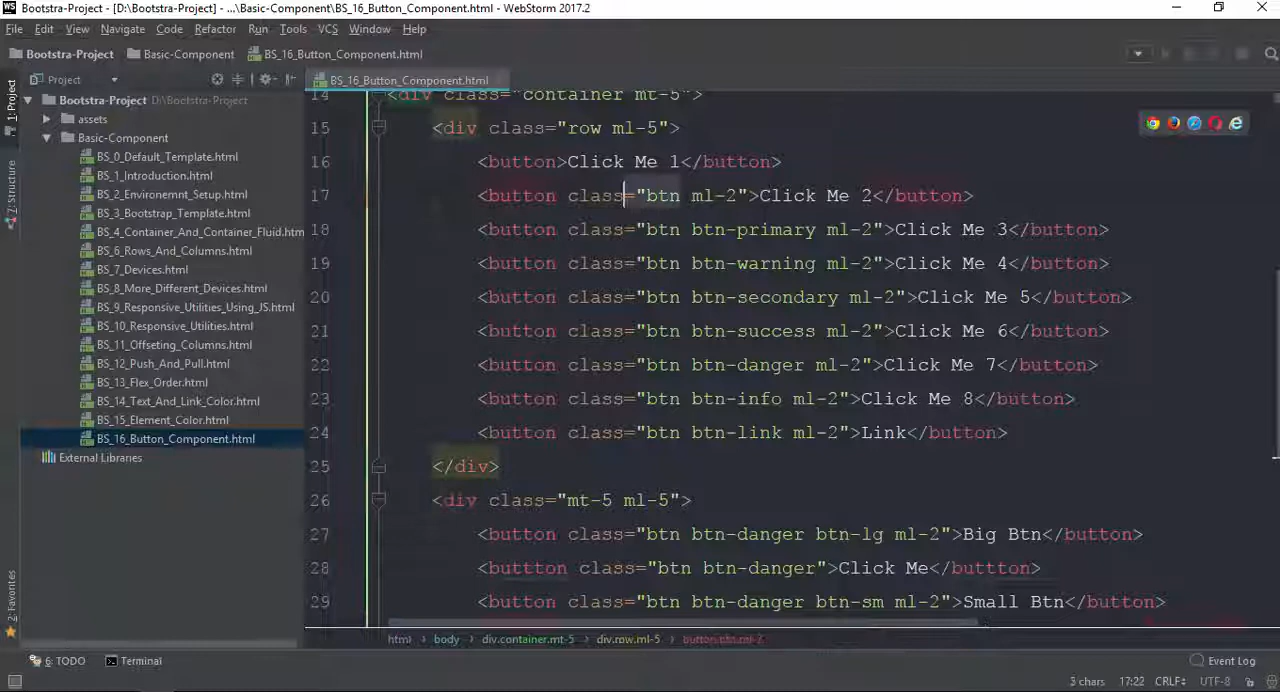 WS Bootstra-Project - [D:\Bootstra-Project] - ...\Basic-Component\BS_16_Button_Component.html - WebStorm 2017.2
File Edit View Navigate Code Refactor Run Tools VCS Window Help
Bootstra-Project Basic-Component BS_16_Button_Component.html
Project BS_16_Button_Component.html
1: Project
7: Structure
2: Favorites
Bootstra-Project D:\Bootstra-Project
assets
Basic-Component
BS_0_Default_Template.html
BS_1_Introduction.html
BS_2_Environemnt_Setup.html
BS_3_Bootstrap_Template.html
BS_4_Container_And_Container_Fluid.htm
BS_6_Rows_And_Columns.html
BS_7_Devices.html
BS_8_More_Different_Devices.html
BS_9_Responsive_Utilities_Using_JS.html
BS_10_Responsive_Utilities.html
BS_11_Offseting_Columns.html
BS_12_Push_And_Pull.html
BS_13_Flex_Order.html
BS_14_Text_And_Link_Color.html
BS_15_Element_Color.html
BS_16_Button_Component.html
External Libraries
14 <div class="container mt-5">
15 <div class="row ml-5">
16 <button>Click Me 1</button>
17 <button class="btn ml-2">Click Me 2</button>
18 <button class="btn btn-primary ml-2">Click Me 3</button>
19 <button class="btn btn-warning ml-2">Click Me 4</button>
20 <button class="btn btn-secondary ml-2">Click Me 5</button>
21 <button class="btn btn-success ml-2">Click Me 6</button>
22 <button class="btn btn-danger ml-2">Click Me 7</button>
23 <button class="btn btn-info ml-2">Click Me 8</button>
24 <button class="btn btn-link ml-2">Link</button>
25 </div>
26 <div class="mt-5 ml-5">
27 <button class="btn btn-danger btn-lg ml-2">Big Btn</button>
28 <buttton class="btn btn-danger">Click Me</buttton>
29 <button class="btn btn-danger btn-sm ml-2">Small Btn</button>
html body div.container.mt-5 div.row.ml-5 button.btn.ml-2
6: TODO Terminal Event Log
3 chars 17:22 CRLF UTF-8